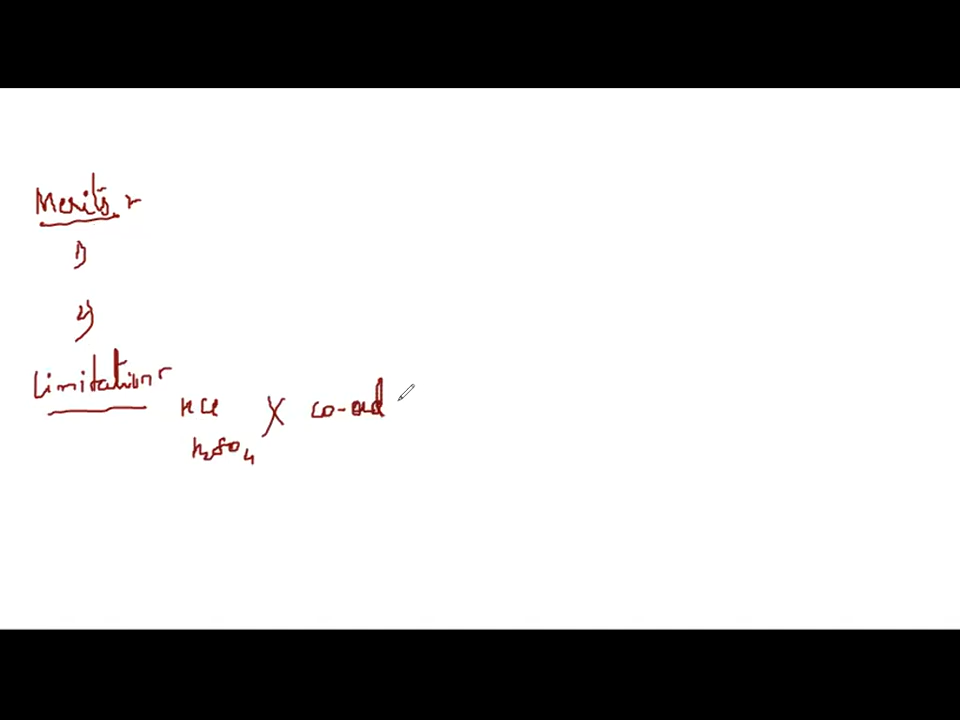 Merits :-
1)
2)
Limitation :-
HCl X co-ord
H₂SO₄